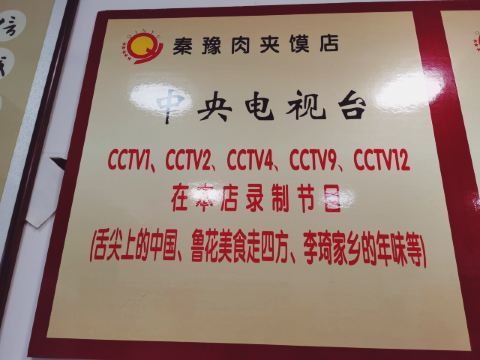 秦豫肉夹馍店
中央电视台
CCTV1、CCTV2、CCTV4、CCTV9、CCTV12
在本店录制节目
(舌尖上的中国、鲁花美食走四方、李琦家乡的年味等)